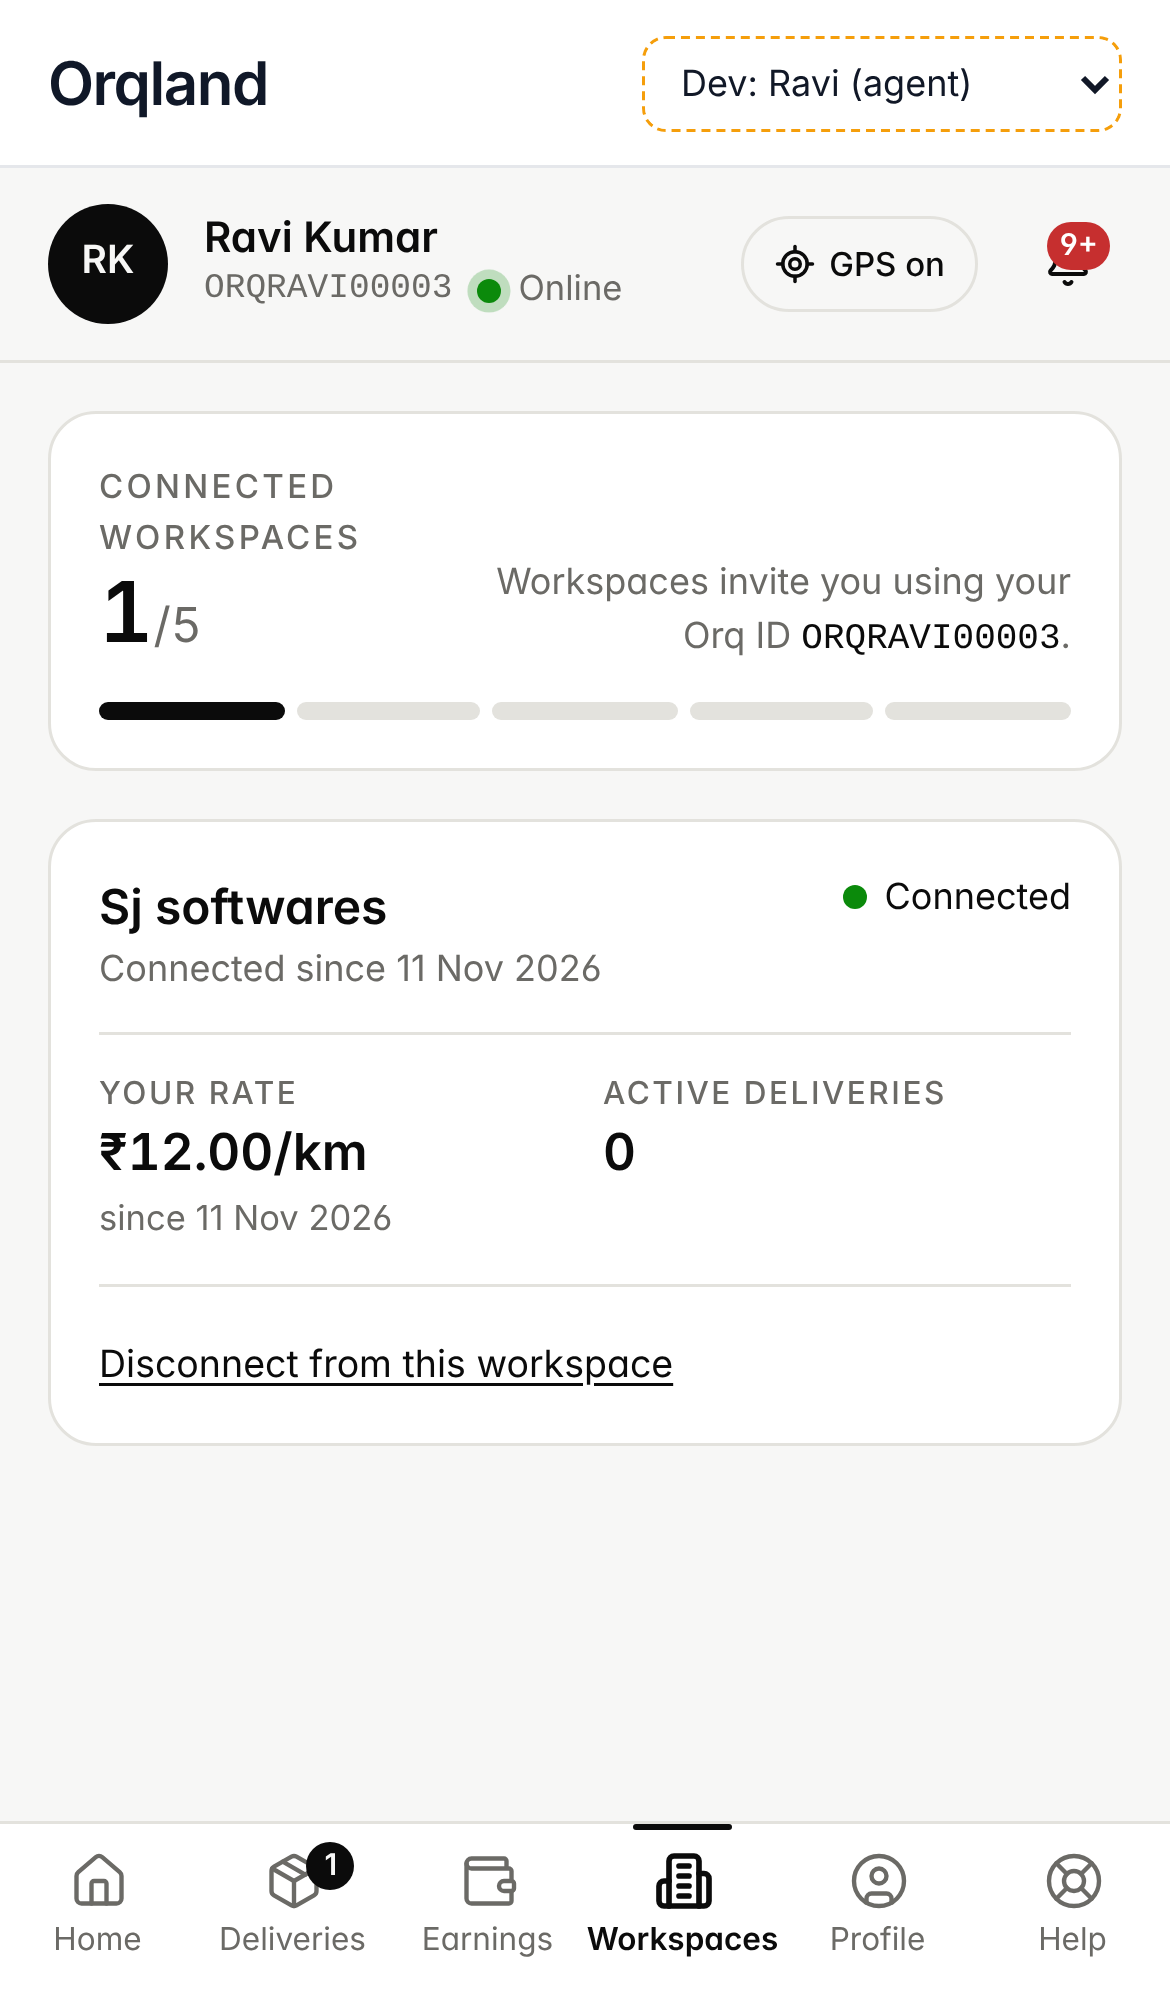 Orqland
Dev: Ravi (agent)
RK
Ravi Kumar
ORQRAVI00003
Online
GPS on
9+
CONNECTED
WORKSPACES
1/5
Workspaces invite you using your
Orq ID ORQRAVI00003.
Sj softwares
Connected
Connected since 11 Nov 2026
YOUR RATE
₹12.00/km
since 11 Nov 2026
ACTIVE DELIVERIES
0
Disconnect from this workspace
1
Home
Deliveries
Earnings
Workspaces
Profile
Help